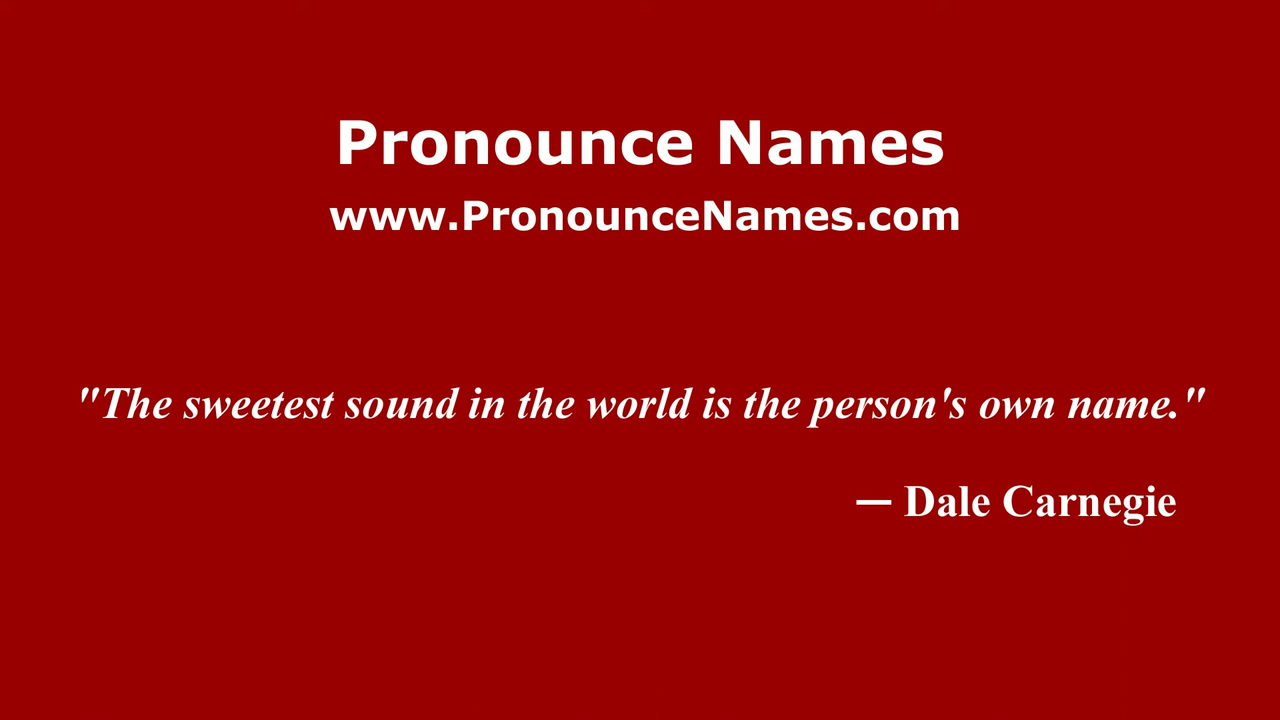 Pronounce Names
www.PronounceNames.com
"The sweetest sound in the world is the person's own name."
— Dale Carnegie